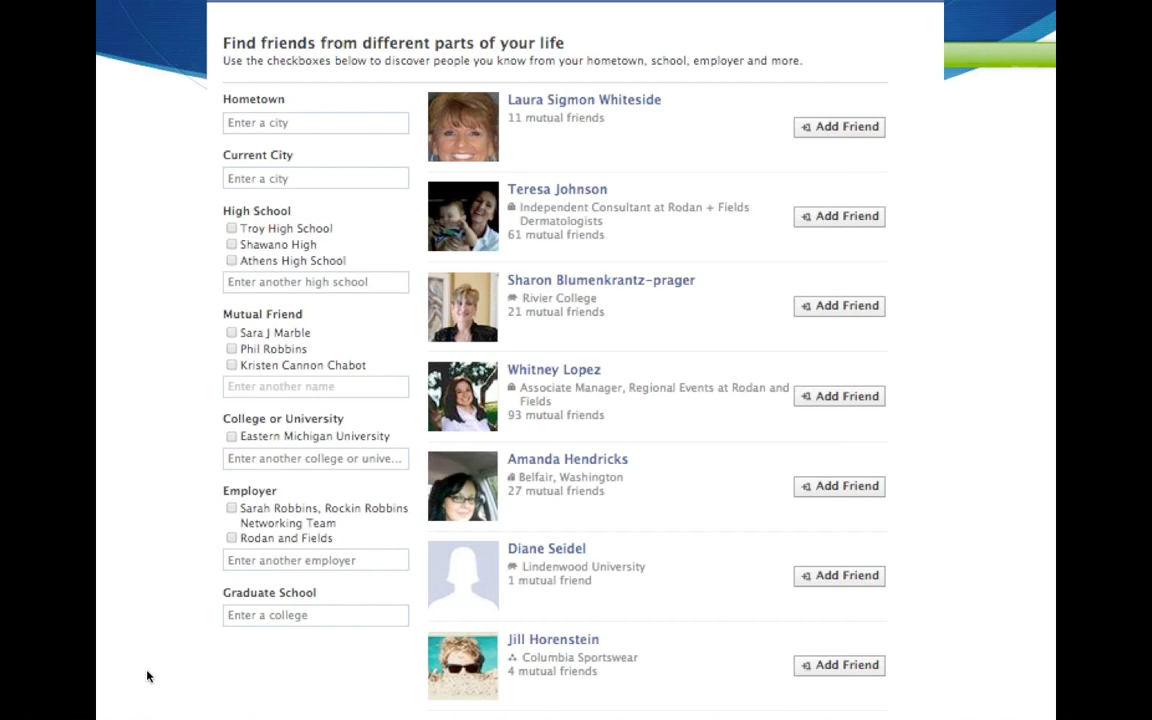 Find friends from different parts of your life
Use the checkboxes below to discover people you know from your hometown, school, employer and more.
Hometown
Enter a city
Current City
Enter a city
High School
Troy High School
Shawano High
Athens High School
Enter another high school
Mutual Friend
Sara J Marble
Phil Robbins
Kristen Cannon Chabot
Enter another name
College or University
Eastern Michigan University
Enter another college or unive...
Employer
Sarah Robbins, Rockin Robbins
Networking Team
Rodan and Fields
Enter another employer
Graduate School
Enter a college
Laura Sigmon Whiteside
11 mutual friends
Add Friend
Teresa Johnson
Independent Consultant at Rodan + Fields
Dermatologists
61 mutual friends
Add Friend
Sharon Blumenkrantz-prager
Rivier College
21 mutual friends
Add Friend
Whitney Lopez
Associate Manager, Regional Events at Rodan and
Fields
93 mutual friends
Add Friend
Amanda Hendricks
Belfair, Washington
27 mutual friends
Add Friend
Diane Seidel
Lindenwood University
1 mutual friend
Add Friend
Jill Horenstein
Columbia Sportswear
4 mutual friends
Add Friend